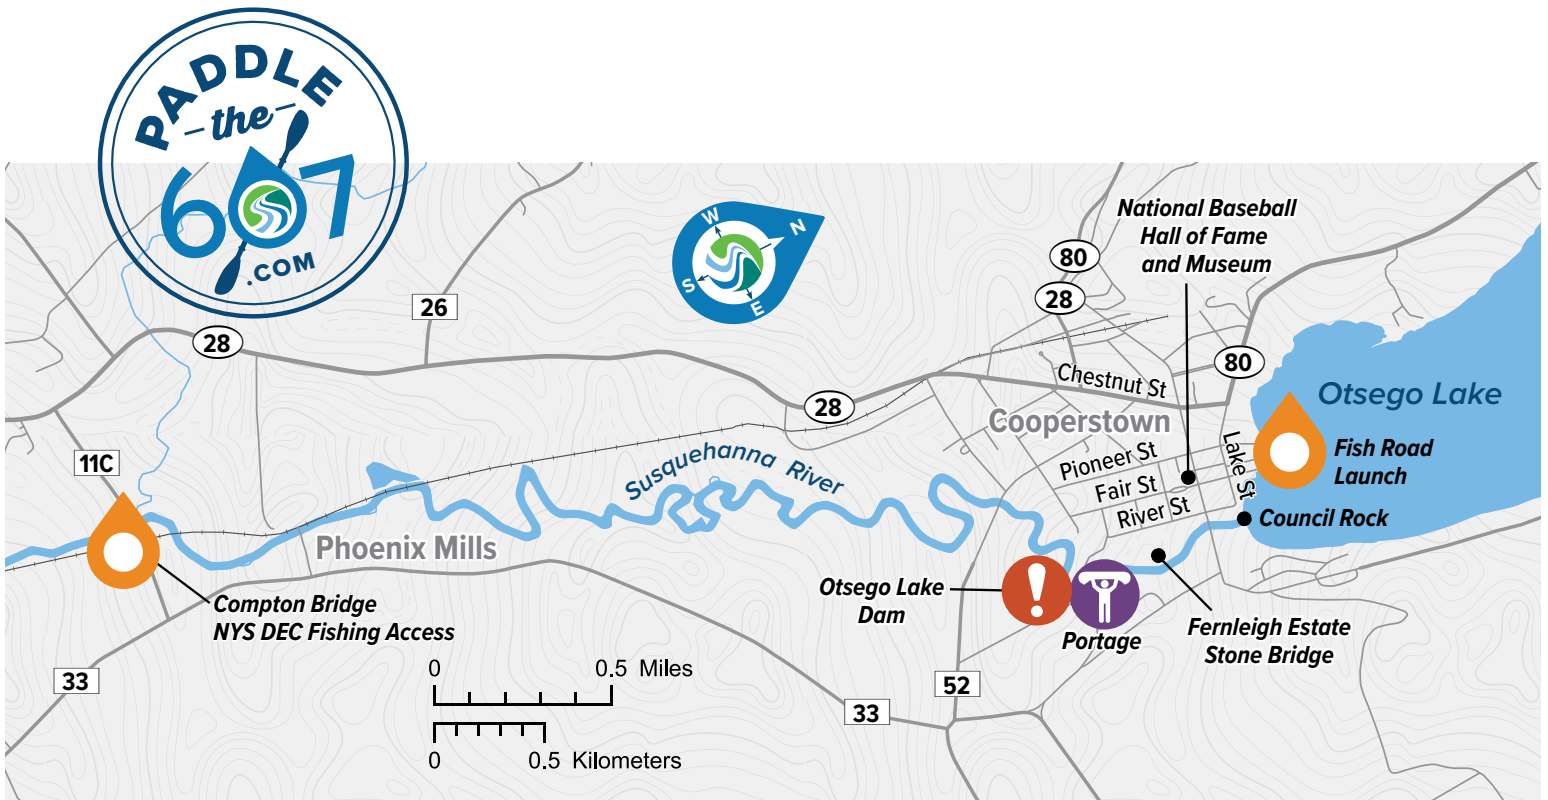 PADDLE
the
607
.COM
W
N
S
E
National Baseball
Hall of Fame
and Museum
80
28
26
28
80
28
Chestnut St
Otsego Lake
Cooperstown
Lake St
Fish Road
Launch
11C
Susquehanna River
Pioneer St
Fair St
River St
Council Rock
Phoenix Mills
Otsego Lake
Dam
Compton Bridge
NYS DEC Fishing Access
Portage
Fernleigh Estate
Stone Bridge
33
0 0.5 Miles
52
33
0 0.5 Kilometers